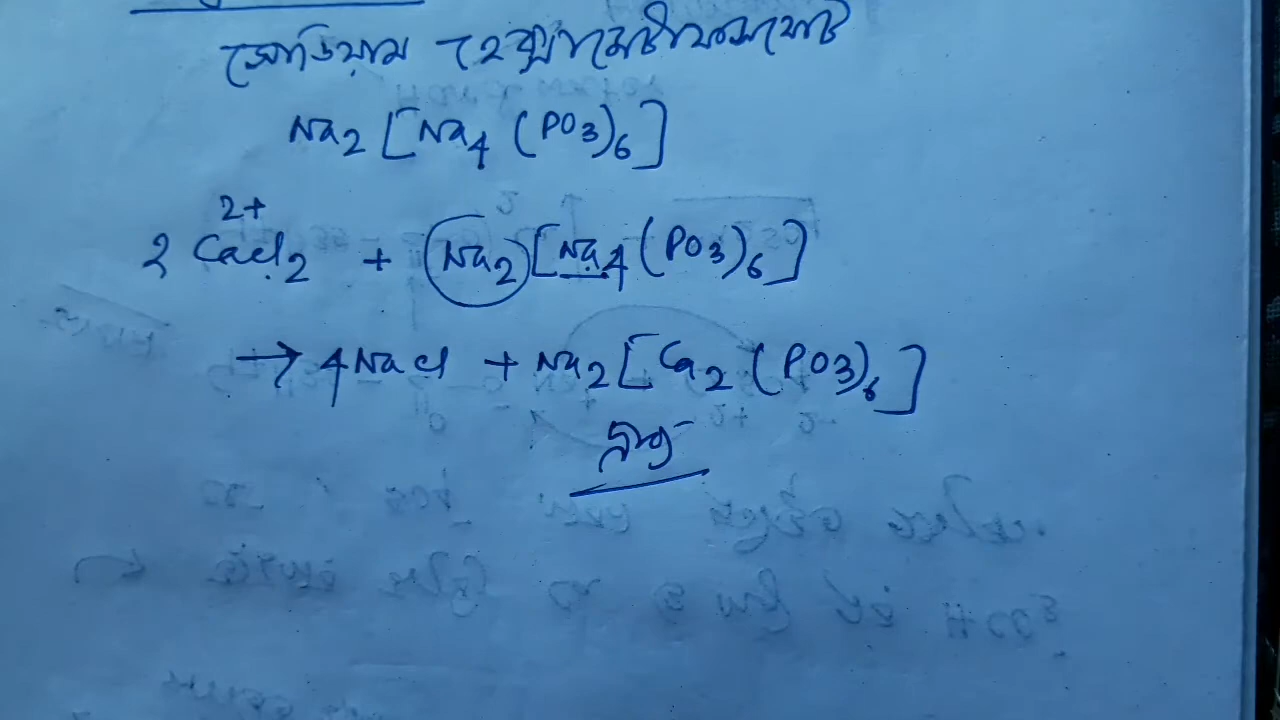 সোডিয়াম হেক্সামেটাফসফেট
Na2 [Na4 (PO3)6]
2+
2 CaCl2 + Na2 [Na4 (PO3)6]
→ 4NaCl + Na2 [Ca2 (PO3)6]